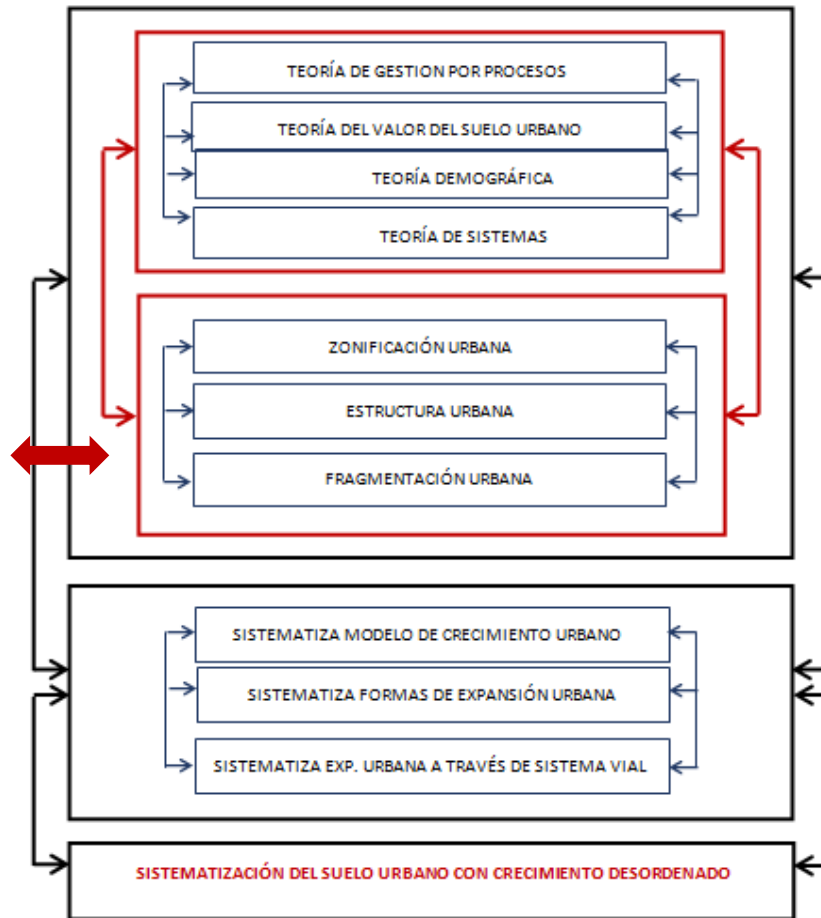 TEORÍA DE GESTION POR PROCESOS
TEORÍA DEL VALOR DEL SUELO URBANO
TEORÍA DEMOGRÁFICA
TEORÍA DE SISTEMAS
ZONIFICACIÓN URBANA
ESTRUCTURA URBANA
FRAGMENTACIÓN URBANA
SISTEMATIZA MODELO DE CRECIMIENTO URBANO
SISTEMATIZA FORMAS DE EXPANSIÓN URBANA
SISTEMATIZA EXP. URBANA A TRAVÉS DE SISTEMA VIAL
SISTEMATIZACIÓN DEL SUELO URBANO CON CRECIMIENTO DESORDENADO